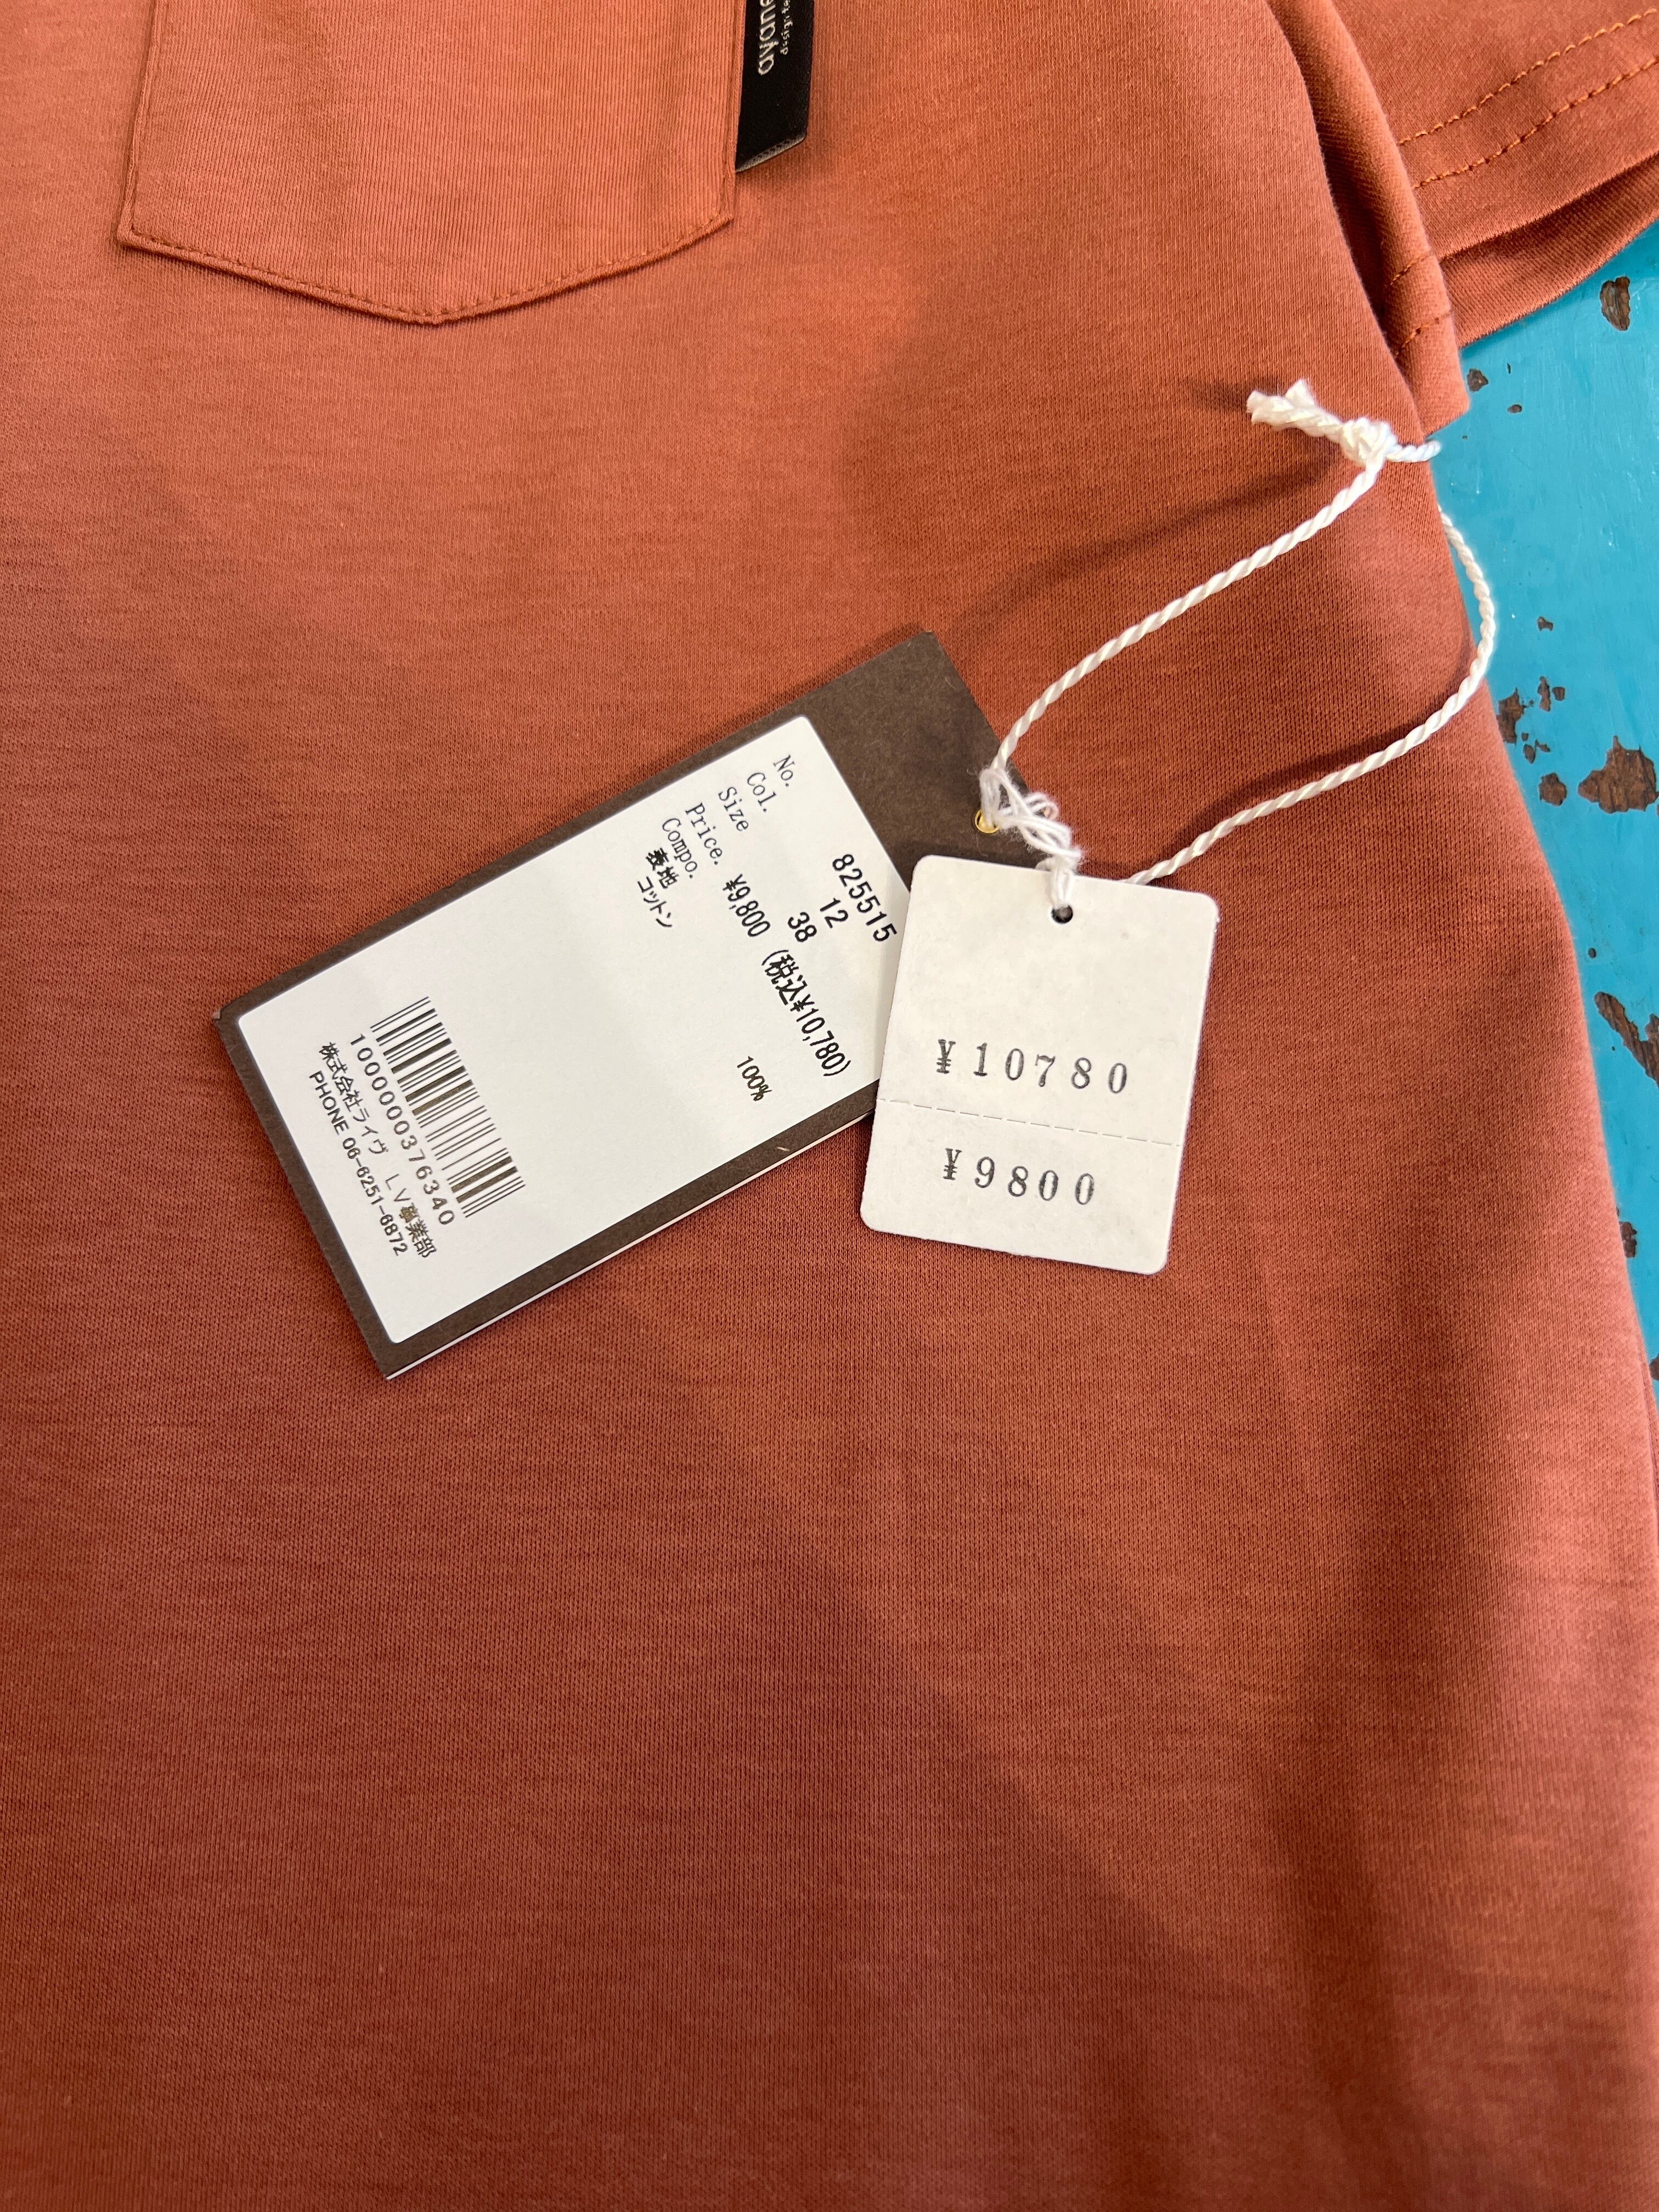 ayane
No. 825515
Col. 12
Size 38
Price. ¥9,800 (税込¥10,780)
Compo.
表地
コットン 100%
1000000376340
株式会社ライヴ LV事業部
PHONE 06-6251-6872
¥10780
¥9800